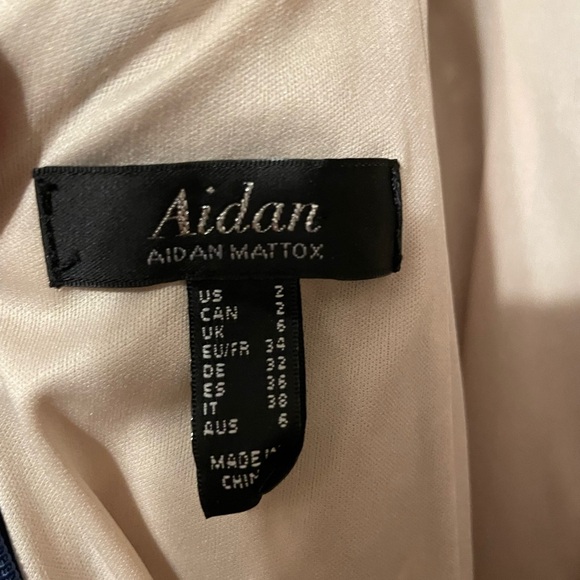 Aidan
AIDAN MATTOX
US 2
CAN 2
UK 6
EU/FR 34
DE 32
ES 36
IT 38
AUS 6
MADE